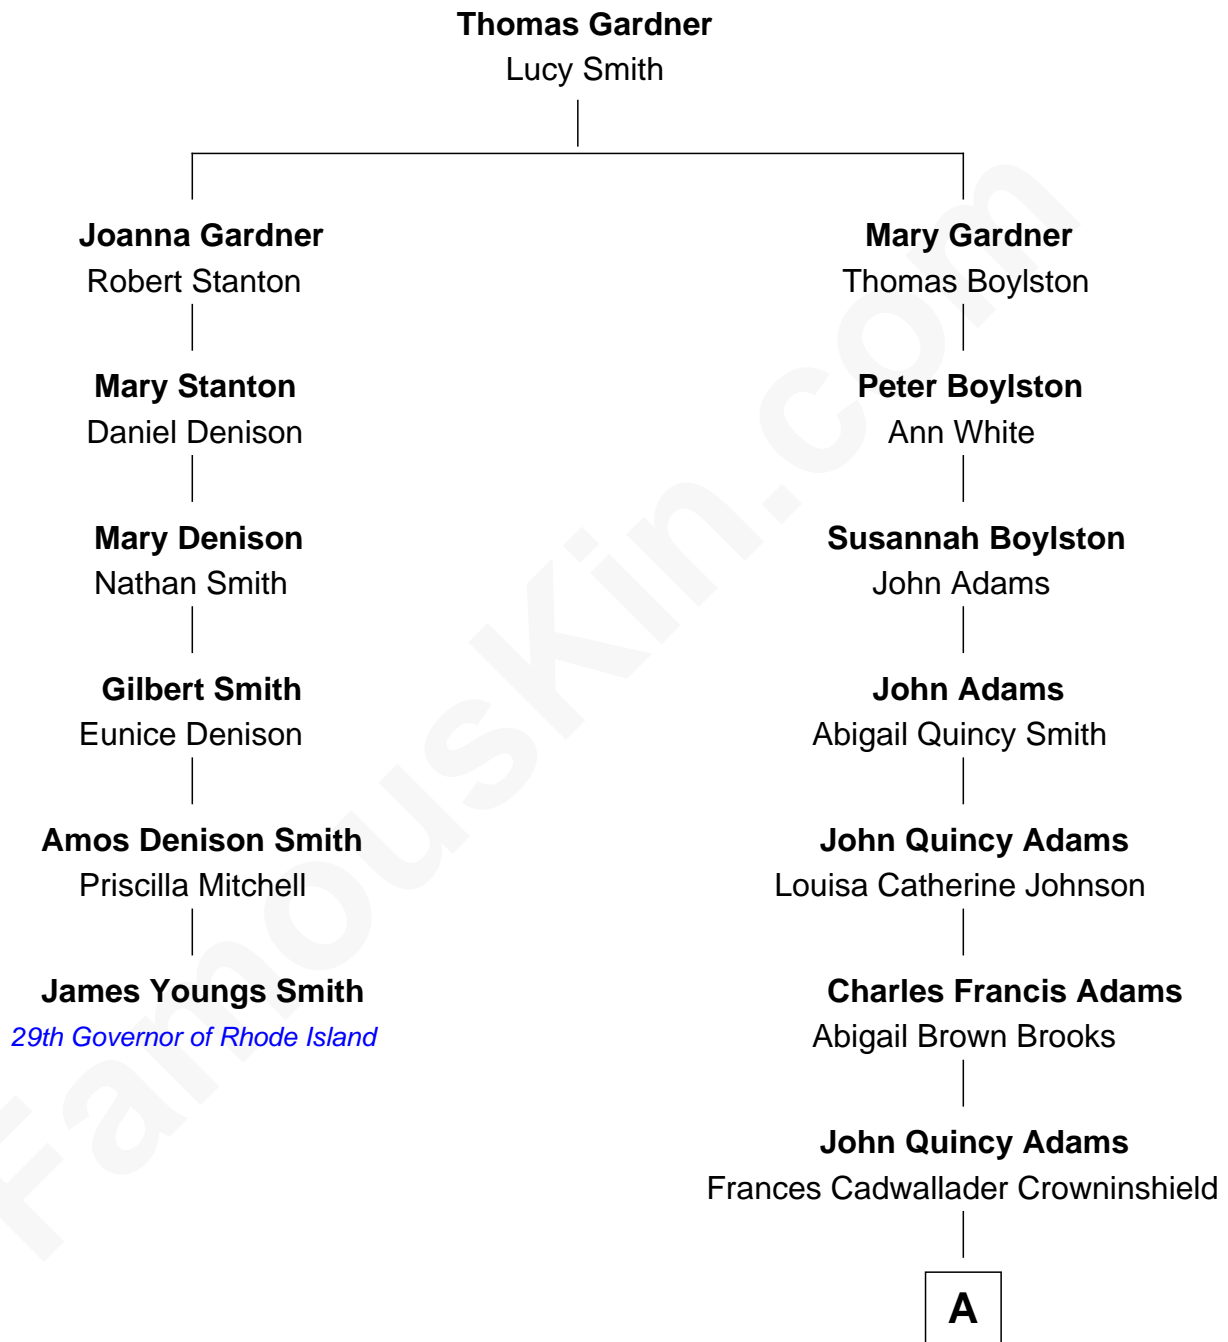 Thomas Gardner
Lucy Smith
Joanna Gardner
Robert Stanton
Mary Stanton
Daniel Denison
Mary Denison
Nathan Smith
Gilbert Smith
Eunice Denison
Amos Denison Smith
Priscilla Mitchell
James Youngs Smith
29th Governor of Rhode Island
Mary Gardner
Thomas Boylston
Peter Boylston
Ann White
Susannah Boylston
John Adams
John Adams
Abigail Quincy Smith
John Quincy Adams
Louisa Catherine Johnson
Charles Francis Adams
Abigail Brown Brooks
John Quincy Adams
Frances Cadwallader Crowninshield
A
FamousKin.com